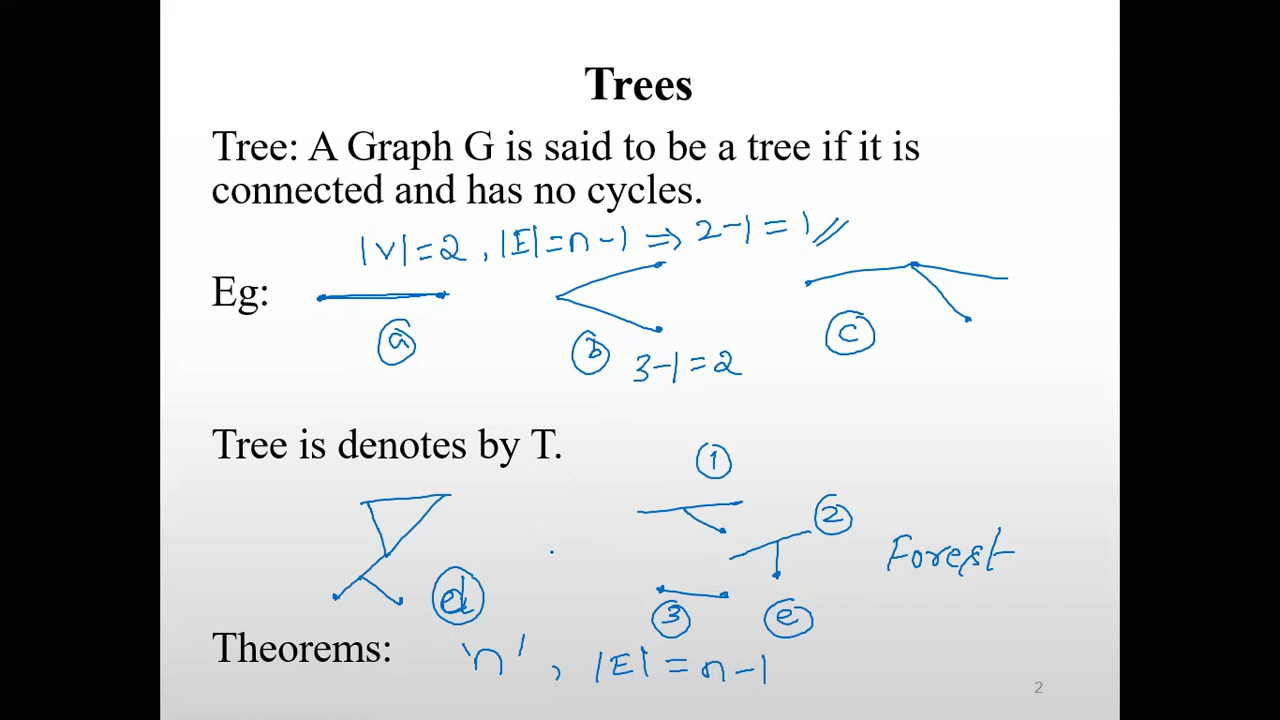 Trees
Tree: A Graph G is said to be a tree if it is
connected and has no cycles.
|V|=2, |E|=n-1 ⇒ 2-1=1//
Eg:
a
b
c
3-1=2
Tree is denotes by T.
1
2
Forest
d
3
e
Theorems: 'n', |E|=n-1
2